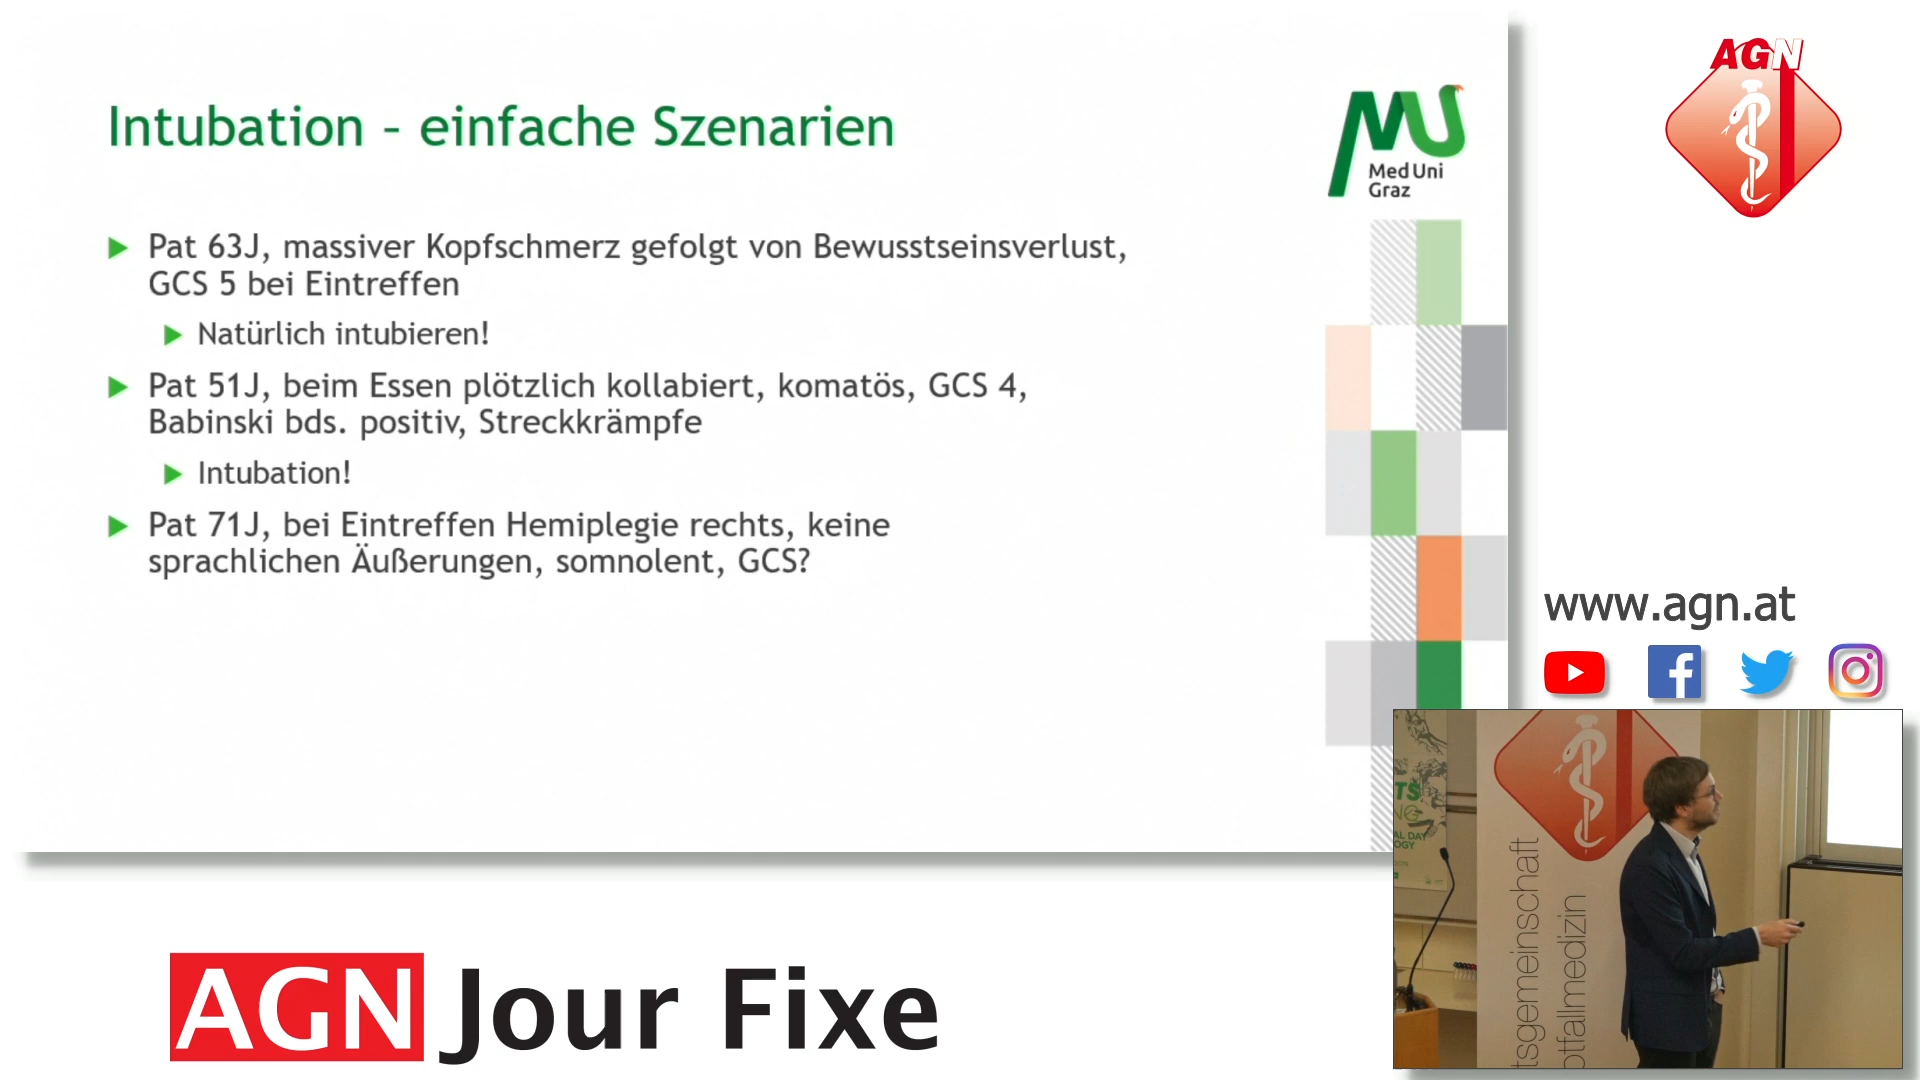 Intubation – einfache Szenarien
Med Uni
Graz
Pat 63J, massiver Kopfschmerz gefolgt von Bewusstseinsverlust,
GCS 5 bei Eintreffen
Natürlich intubieren!
Pat 51J, beim Essen plötzlich kollabiert, komatös, GCS 4,
Babinski bds. positiv, Streckkrämpfe
Intubation!
Pat 71J, bei Eintreffen Hemiplegie rechts, keine
sprachlichen Äußerungen, somnolent, GCS?
AGN
www.agn.at
AGN Jour Fixe
tsgemeinschaft
otfallmedizin